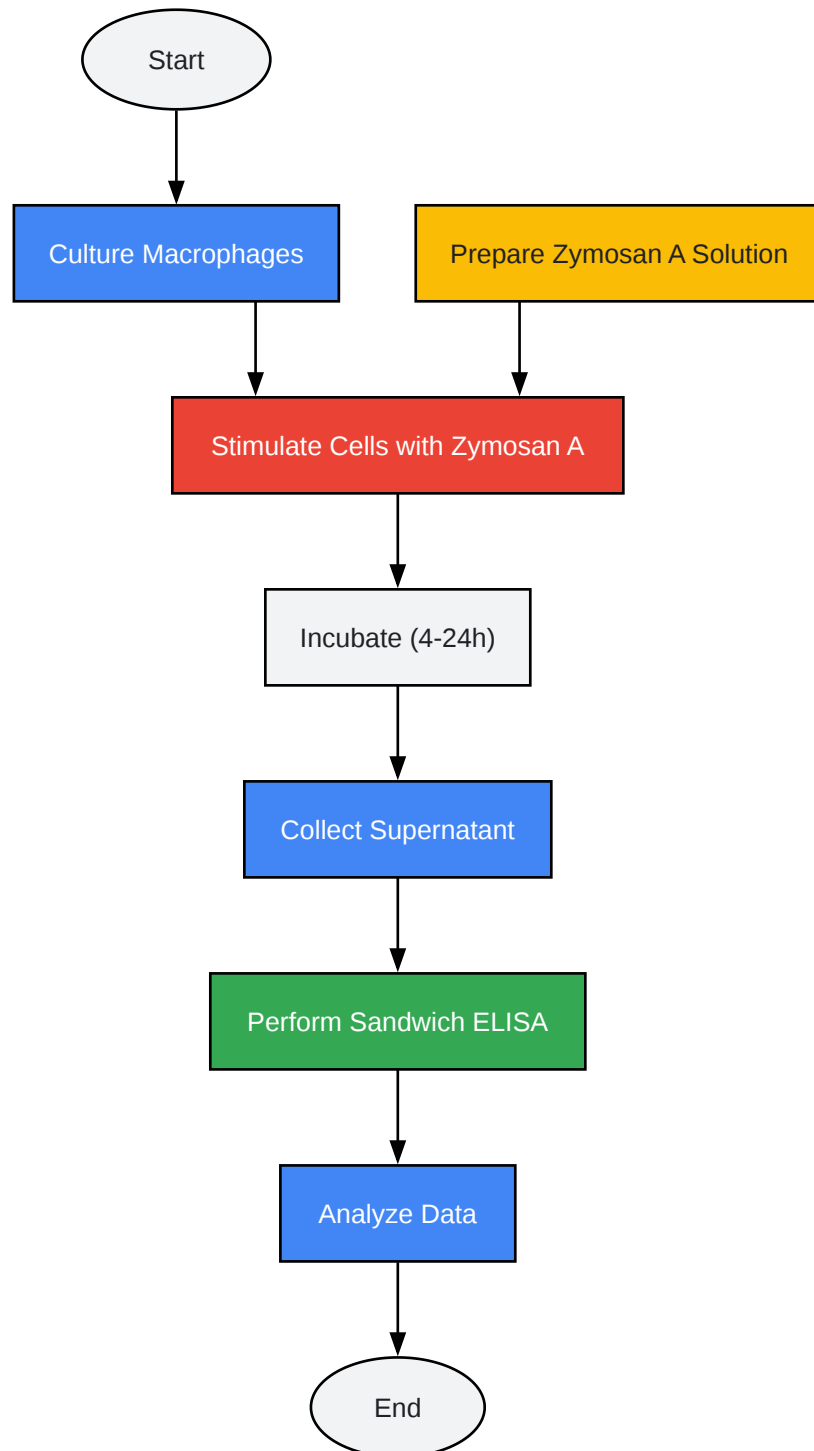 Start
Culture Macrophages
Prepare Zymosan A Solution
Stimulate Cells with Zymosan A
Incubate (4-24h)
Collect Supernatant
Perform Sandwich ELISA
Analyze Data
End